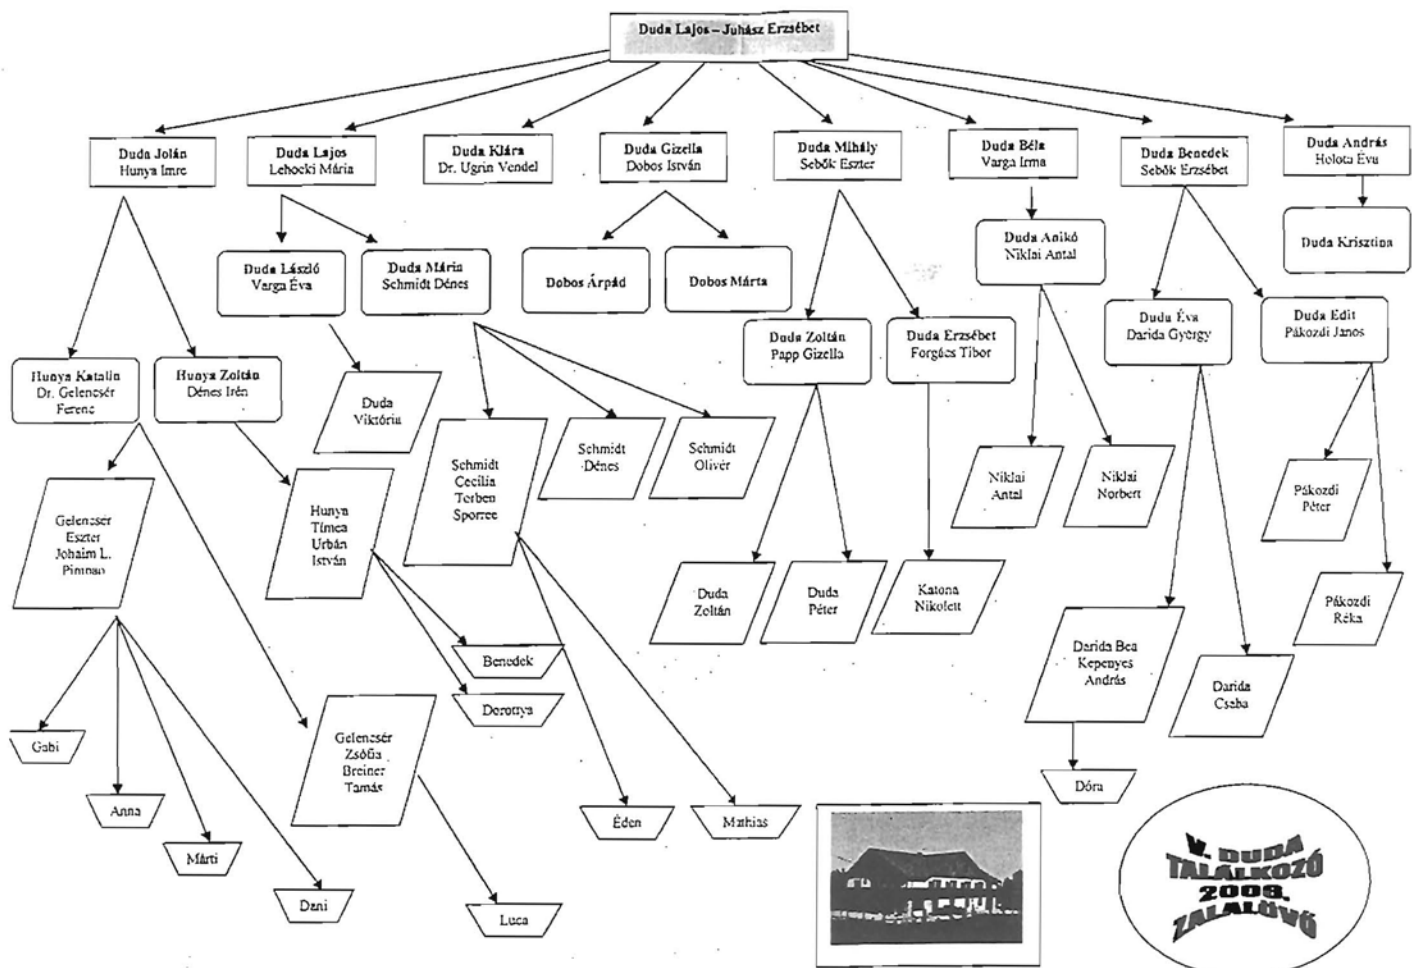 Duda Lajos – Juhász Erzsébet
Duda Jolán
Hunya Imre
Duda Lajos
Lehocki Mária
Duda Klára
Dr. Ugrin Vendel
Duda Gizella
Dobos István
Duda Mihály
Sebők Eszter
Duda Béla
Varga Irma
Duda Benedek
Sebők Erzsébet
Duda András
Holota Éva
Duda László
Varga Éva
Duda Mária
Schmidt Dénes
Dobos Árpád
Dobos Márta
Duda Anikó
Niklai Antal
Duda Krisztina
Hunya Katalin
Dr. Gelencsér
Ferenc
Hunya Zoltán
Dénes Irén
Duda Zoltán
Papp Gizella
Duda Erzsébet
Forgács Tibor
Duda Éva
Darida György
Duda Edit
Pákozdi János
Duda
Viktória
Schmidt
Cecilia
Torben
Schmidt
Dénes
Schmidt
Olivér
Niklai
Antal
Niklai
Norbert
Pákozdi
Péter
Gelencsér
Eszter
Johaim L.
Hunya
Tímea
Urbán
István
Duda
Zoltán
Duda
Péter
Katona
Nikolett
Pákozdi
Réka
Darida Bea
Kepenyes
András
Darida
Csaba
Benedek
Dorottya
Gelencsér
Zsófia
Breiner
Tamás
Gabi
Anna
Márti
Dani
Luca
Éden
Mathias
Dóra
V. DUDA
TALÁLKOZÓ
ZALALÖVŐ